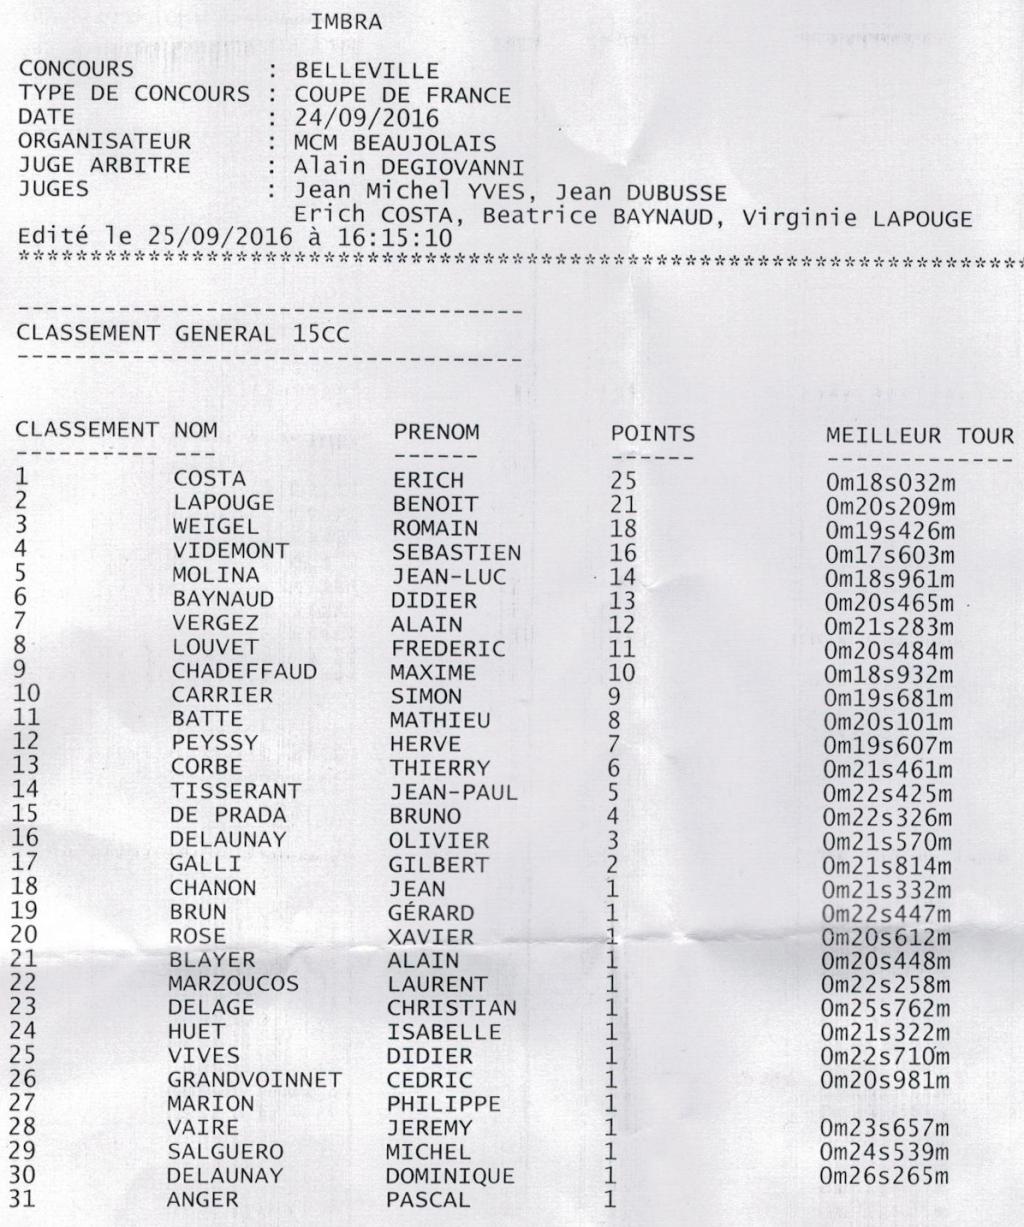 IMBRA
CONCOURS : BELLEVILLE
TYPE DE CONCOURS : COUPE DE FRANCE
DATE : 24/09/2016
ORGANISATEUR : MCM BEAUJOLAIS
JUGE ARBITRE : Alain DEGIOVANNI
JUGES : Jean Michel YVES, Jean DUBUSSE
Erich COSTA, Beatrice BAYNAUD, Virginie LAPOUGE
Edité le 25/09/2016 à 16:15:10
**********************************************************************
-----------------------------------
CLASSEMENT GENERAL 15CC
-----------------------------------
CLASSEMENT NOM PRENOM POINTS MEILLEUR TOUR
---------- --- ------ ------ -------------
1 COSTA ERICH 25 0m18s032m
2 LAPOUGE BENOIT 21 0m20s209m
3 WEIGEL ROMAIN 18 0m19s426m
4 VIDEMONT SEBASTIEN 16 0m17s603m
5 MOLINA JEAN-LUC 14 0m18s961m
6 BAYNAUD DIDIER 13 0m20s465m
7 VERGEZ ALAIN 12 0m21s283m
8 LOUVET FREDERIC 11 0m20s484m
9 CHADEFFAUD MAXIME 10 0m18s932m
10 CARRIER SIMON 9 0m19s681m
11 BATTE MATHIEU 8 0m20s101m
12 PEYSSY HERVE 7 0m19s607m
13 CORBE THIERRY 6 0m21s461m
14 TISSERANT JEAN-PAUL 5 0m22s425m
15 DE PRADA BRUNO 4 0m22s326m
16 DELAUNAY OLIVIER 3 0m21s570m
17 GALLI GILBERT 2 0m21s814m
18 CHANON JEAN 1 0m21s332m
19 BRUN GÉRARD 1 0m22s447m
20 ROSE XAVIER 1 0m20s612m
21 BLAYER ALAIN 1 0m20s448m
22 MARZOUCOS LAURENT 1 0m22s258m
23 DELAGE CHRISTIAN 1 0m25s762m
24 HUET ISABELLE 1 0m21s322m
25 VIVES DIDIER 1 0m22s710m
26 GRANDVOINNET CEDRIC 1 0m20s981m
27 MARION PHILIPPE 1
28 VAIRE JEREMY 1 0m23s657m
29 SALGUERO MICHEL 1 0m24s539m
30 DELAUNAY DOMINIQUE 1 0m26s265m
31 ANGER PASCAL 1